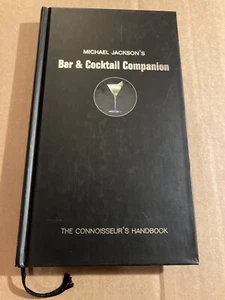 MICHAEL JACKSON'S
Bar & Cocktail Companion
THE CONNOISSEUR'S HANDBOOK